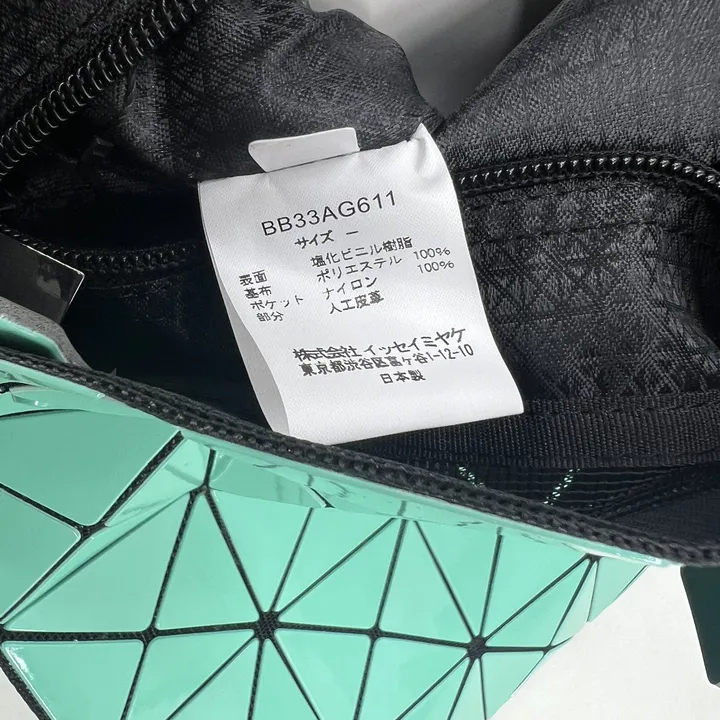 BB33AG611
サイズ ー
表面 塩化ビニル樹脂
基布 ポリエステル 100%
ポケット ナイロン 100%
部分 人工皮革
株式会社 イッセイミヤケ
東京都渋谷区富ヶ谷1-12-10
日本製